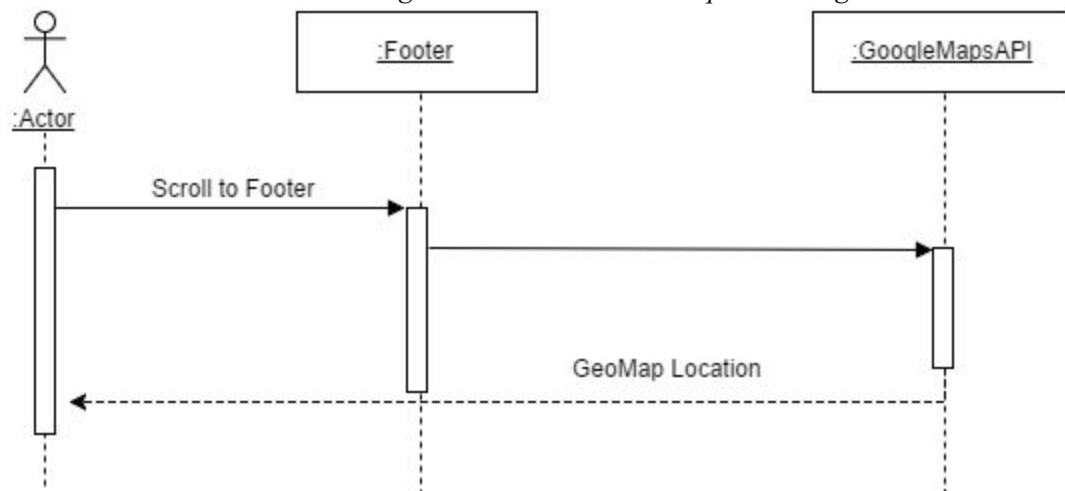 :Footer
:GoogleMapsAPI
:Actor
Scroll to Footer
GeoMap Location